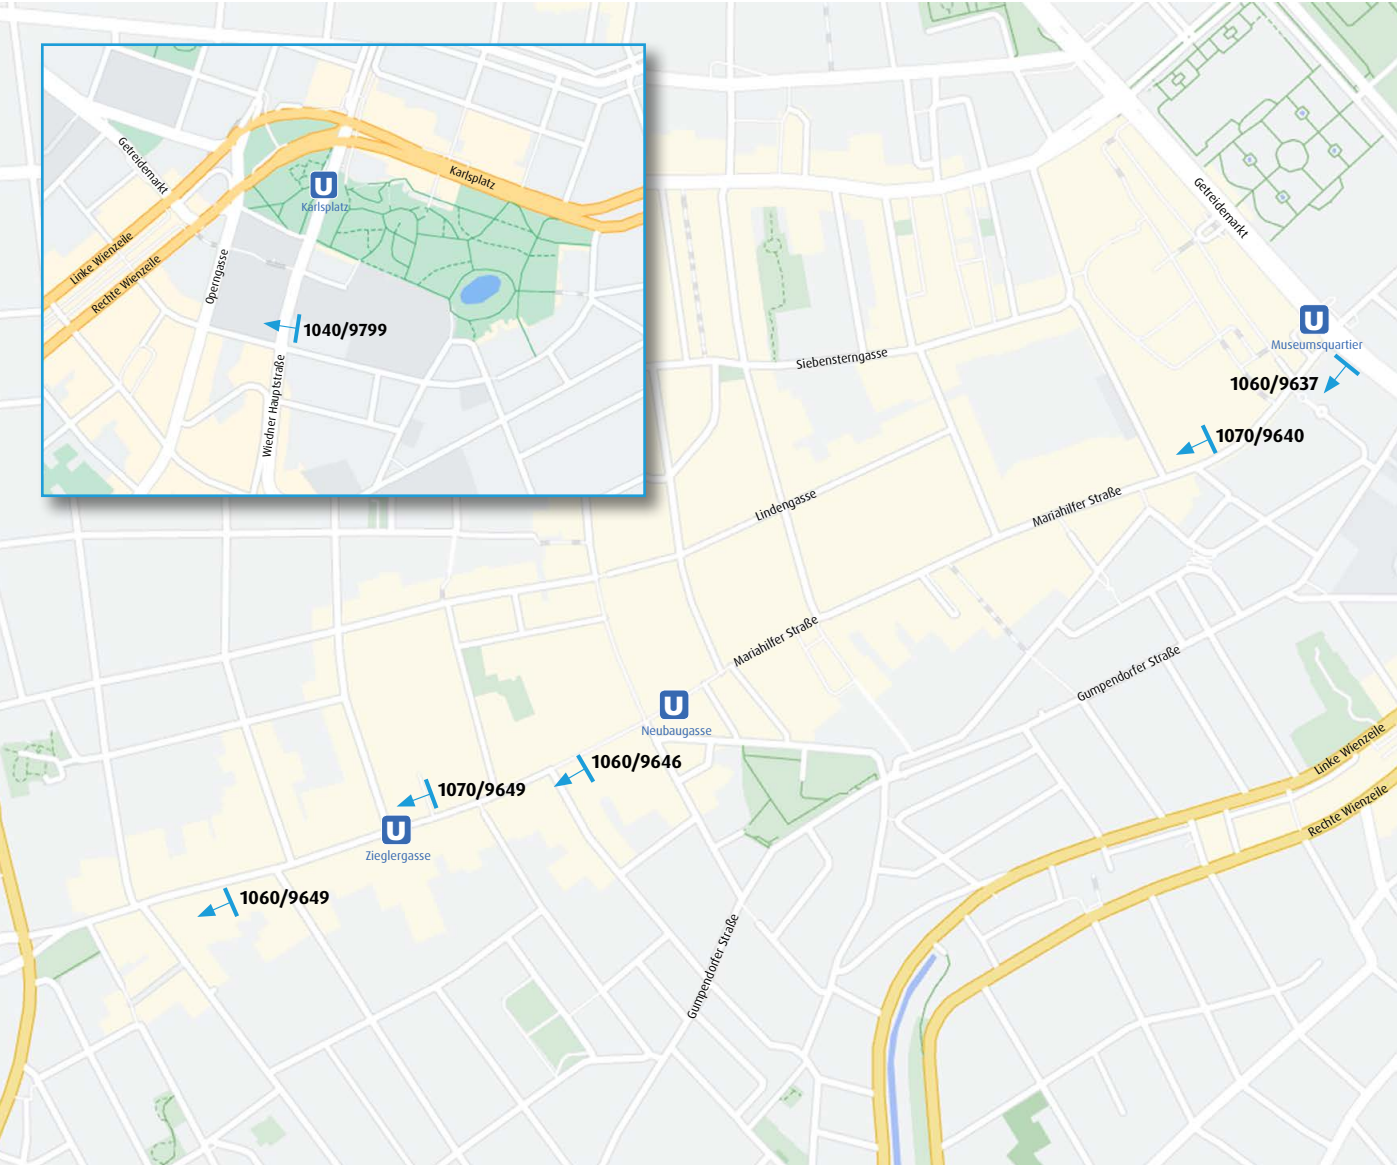 Getreidemarkt
Karlsplatz
U
Karlsplatz
Linke Wienzeile
Rechte Wienzeile
Operngasse
1040/9799
Wiedner Hauptstraße
Getreidemarkt
U
Museumsquartier
Siebensterngasse
1060/9637
1070/9640
Lindengasse
Mariahilfer Straße
Mariahilfer Straße
Gumpendorfer Straße
U
Neubaugasse
Linke Wienzeile
1060/9646
1070/9649
Rechte Wienzeile
U
Zieglergasse
1060/9649
Gumpendorfer Straße